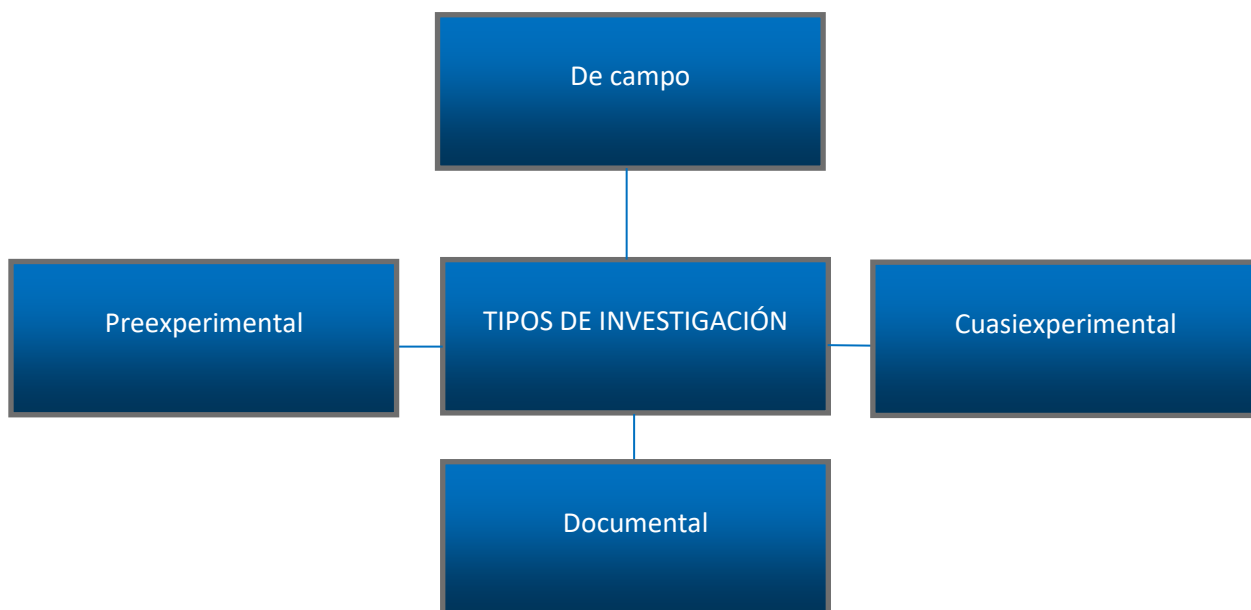 De campo
Preexperimental
TIPOS DE INVESTIGACIÓN
Cuasiexperimental
Documental